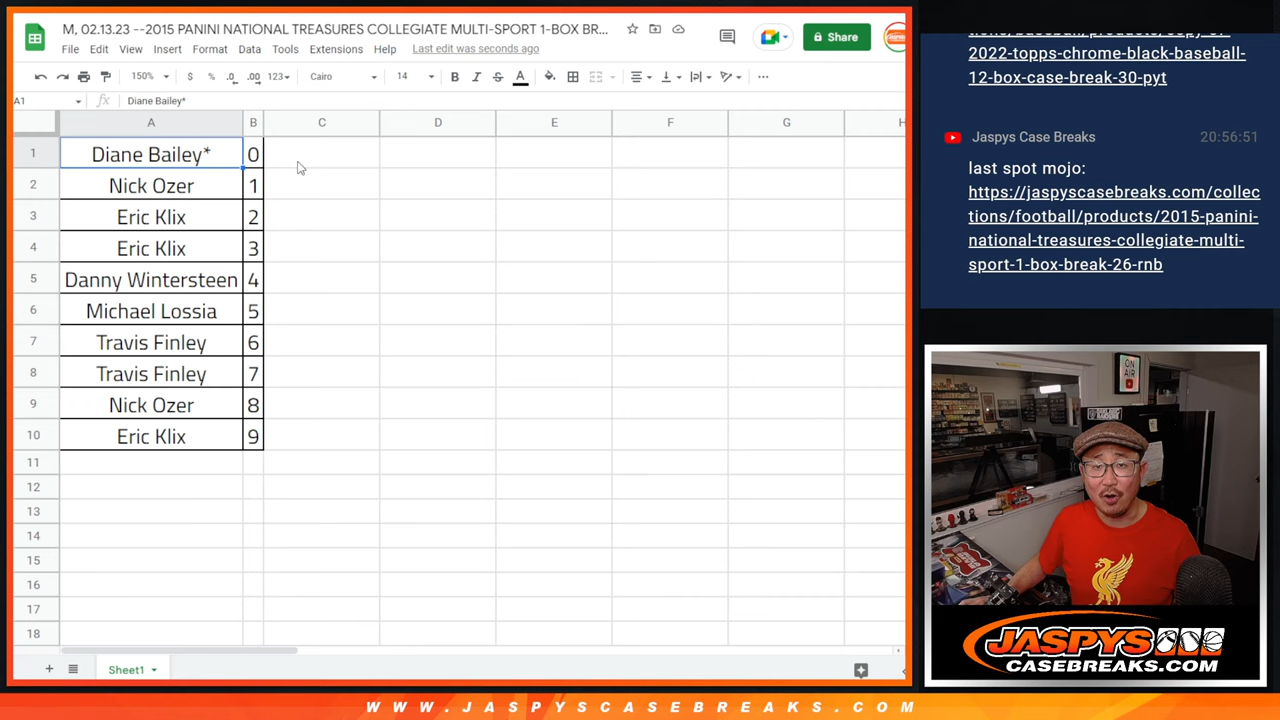 M, 02.13.23 --2015 PANINI NATIONAL TREASURES COLLEGIATE MULTI-SPORT 1-BOX BR...
Share
File Edit View Insert Format Data Tools Extensions Help Last edit was seconds ago
150% $ % .0 .00 123 Cairo 14 B I S A
A1 fx Diane Bailey*
A B C D E F G H
1 Diane Bailey* 0
2 Nick Ozer 1
3 Eric Klix 2
4 Eric Klix 3
5 Danny Wintersteen 4
6 Michael Lossia 5
7 Travis Finley 6
8 Travis Finley 7
9 Nick Ozer 8
10 Eric Klix 9
11
12
13
14
15
16
17
18
Sheet1
2022-topps-chrome-black-baseball-
12-box-case-break-30-pyt
Jaspys Case Breaks 20:56:51
last spot mojo:
https://jaspyscasebreaks.com/collec
tions/football/products/2015-panini-
national-treasures-collegiate-multi-
sport-1-box-break-26-rnb
ON
AIR
JASPYS
CASEBREAKS.COM
WWW.JASPYSCASEBREAKS.COM